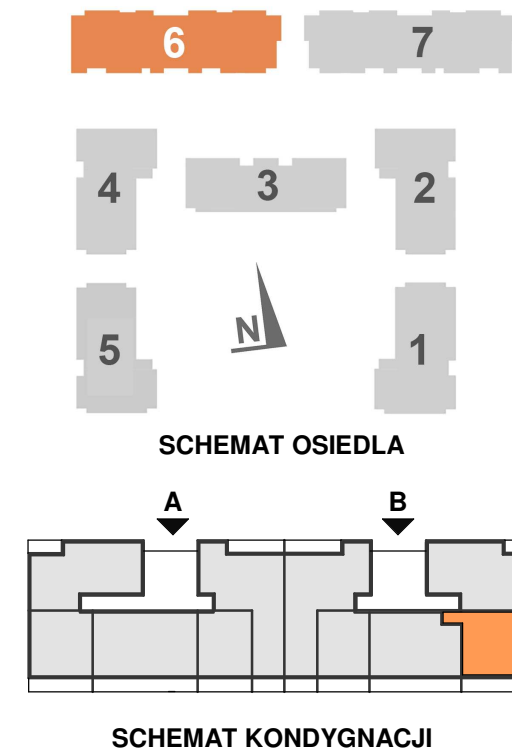 6 7
4 3 2
N
5 1
SCHEMAT OSIEDLA
A B
SCHEMAT KONDYGNACJI